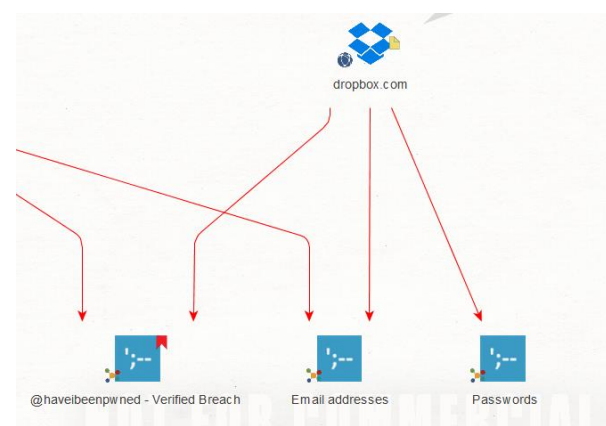 dropbox.com
';--
';--
';--
@haveibeenpwned - Verified Breach
Email addresses
Passwords